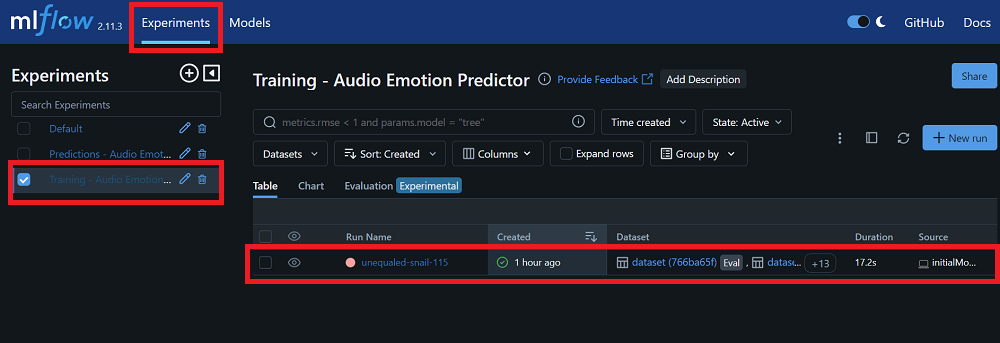 mlflow 2.11.3 Experiments Models GitHub Docs
Experiments
Search Experiments
Default
Predictions - Audio Emot...
Training - Audio Emotion...
Training - Audio Emotion Predictor Provide Feedback Add Description Share
metrics.rmse < 1 and params.model = "tree" Time created State: Active
New run
Datasets Sort: Created Columns Expand rows Group by
Table Chart Evaluation Experimental
Run Name Created Dataset Duration Source
unequaled-snail-115 1 hour ago dataset (766ba65f) Eval , datas... +13 17.2s initialMo...